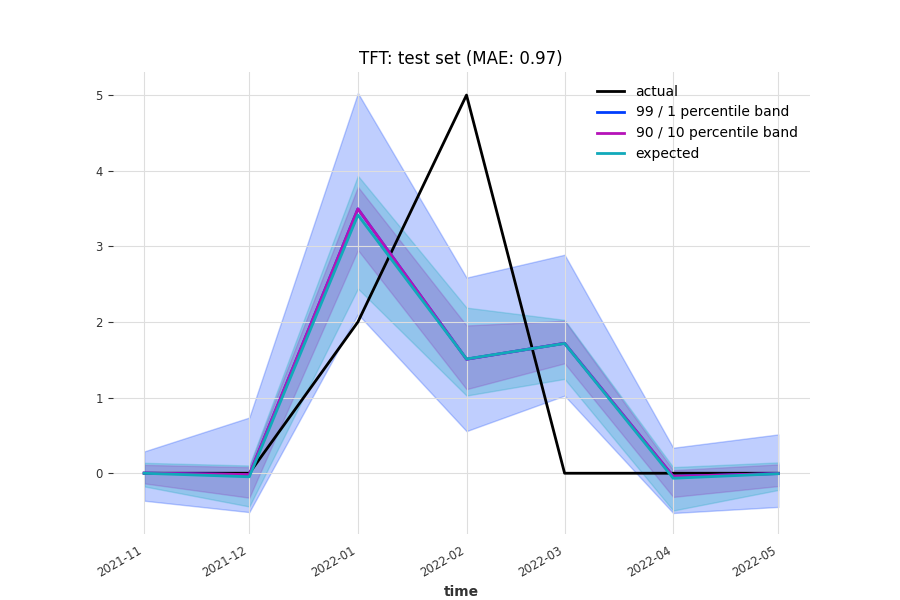 TFT: test set (MAE: 0.97)
actual
99 / 1 percentile band
90 / 10 percentile band
expected
5
4
3
2
1
0
2021-11
2021-12
2022-01
2022-02
2022-03
2022-04
2022-05
time